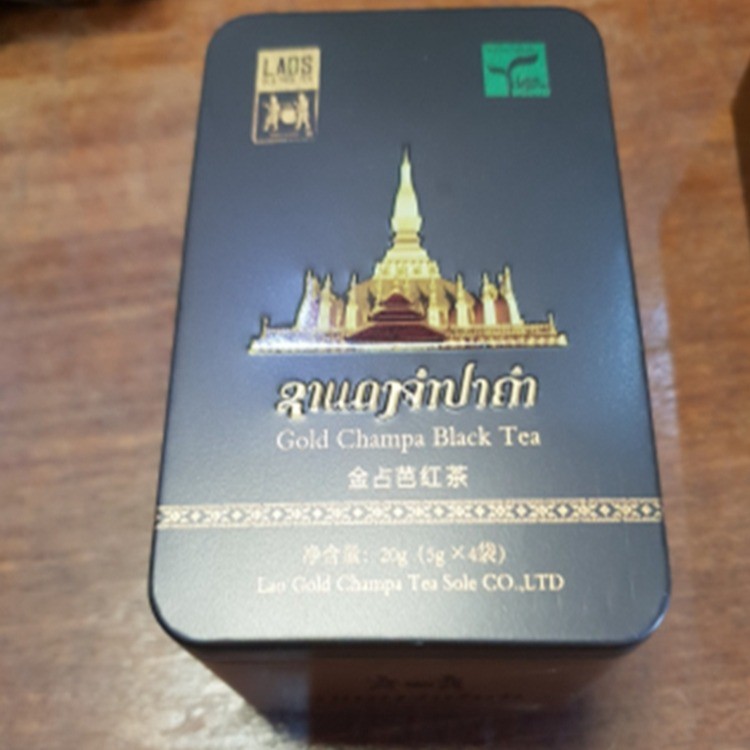 LAOS
ຊາແດງຈຳປາຄຳ
Gold Champa Black Tea
金占芭红茶
净含量：20g（5g×4袋）
Lao Gold Champa Tea Sole CO.,LTD